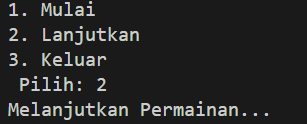 1. Mulai
2. Lanjutkan
3. Keluar
 Pilih: 2
Melanjutkan Permainan...